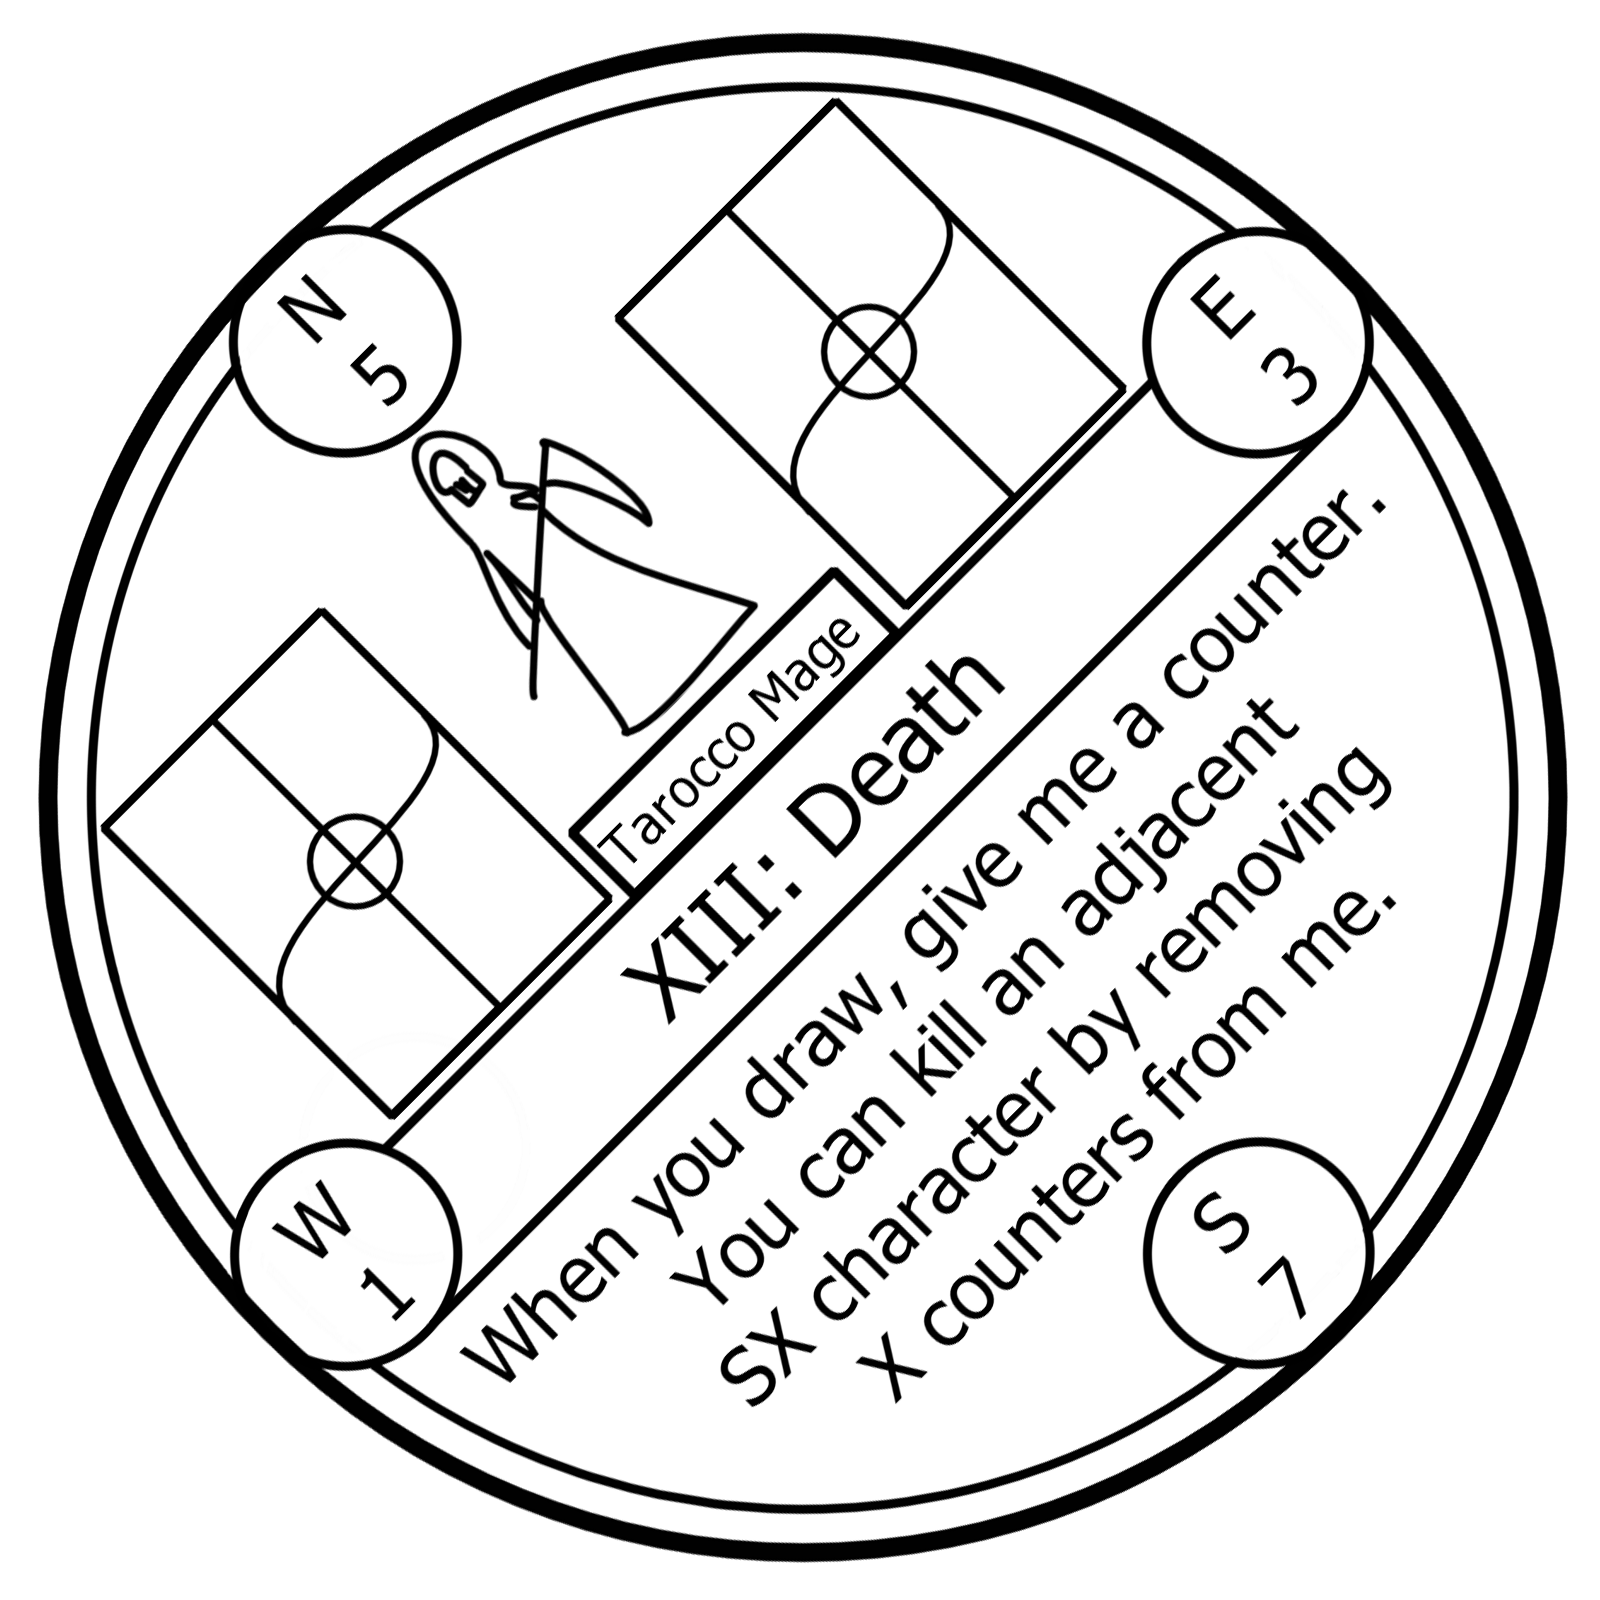 N
5
E
3
Tarocco Mage
XIII: Death
When you draw, give me a counter.
You can kill an adjacent
SX character by removing
X counters from me.
W
1
S
7